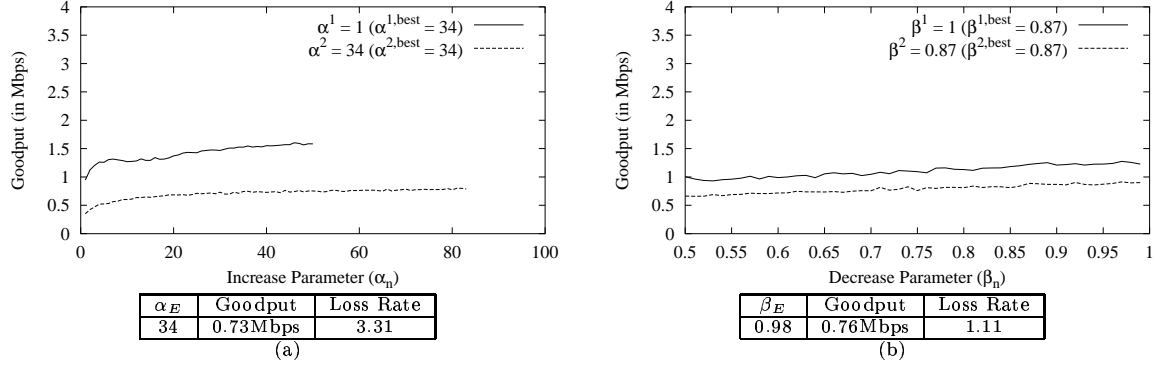 4
3.5
3
2.5
2
1.5
1
0.5
0
Goodput (in Mbps)
α¹ = 1 (α^{1,best} = 34)
α² = 34 (α^{2,best} = 34)
0 20 40 60 80 100
Increase Parameter (α_n)
α_E Goodput Loss Rate
34 0.73Mbps 3.31
(a)
4
3.5
3
2.5
2
1.5
1
0.5
0
Goodput (in Mbps)
β¹ = 1 (β^{1,best} = 0.87)
β² = 0.87 (β^{2,best} = 0.87)
0.5 0.55 0.6 0.65 0.7 0.75 0.8 0.85 0.9 0.95 1
Decrease Parameter (β_n)
β_E Goodput Loss Rate
0.98 0.76Mbps 1.11
(b)